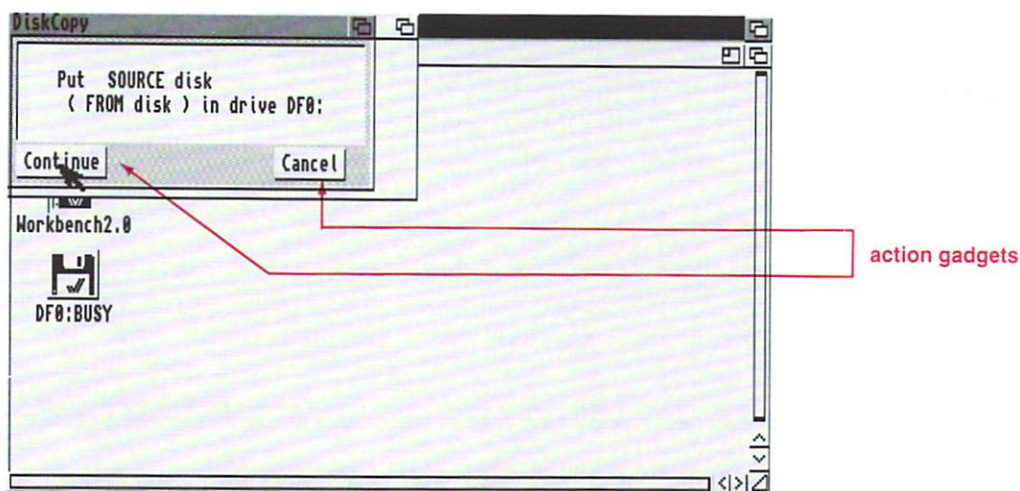 DiskCopy
Put SOURCE disk
( FROM disk ) in drive DF0:
Continue
Cancel
Workbench2.0
DF0:BUSY
action gadgets